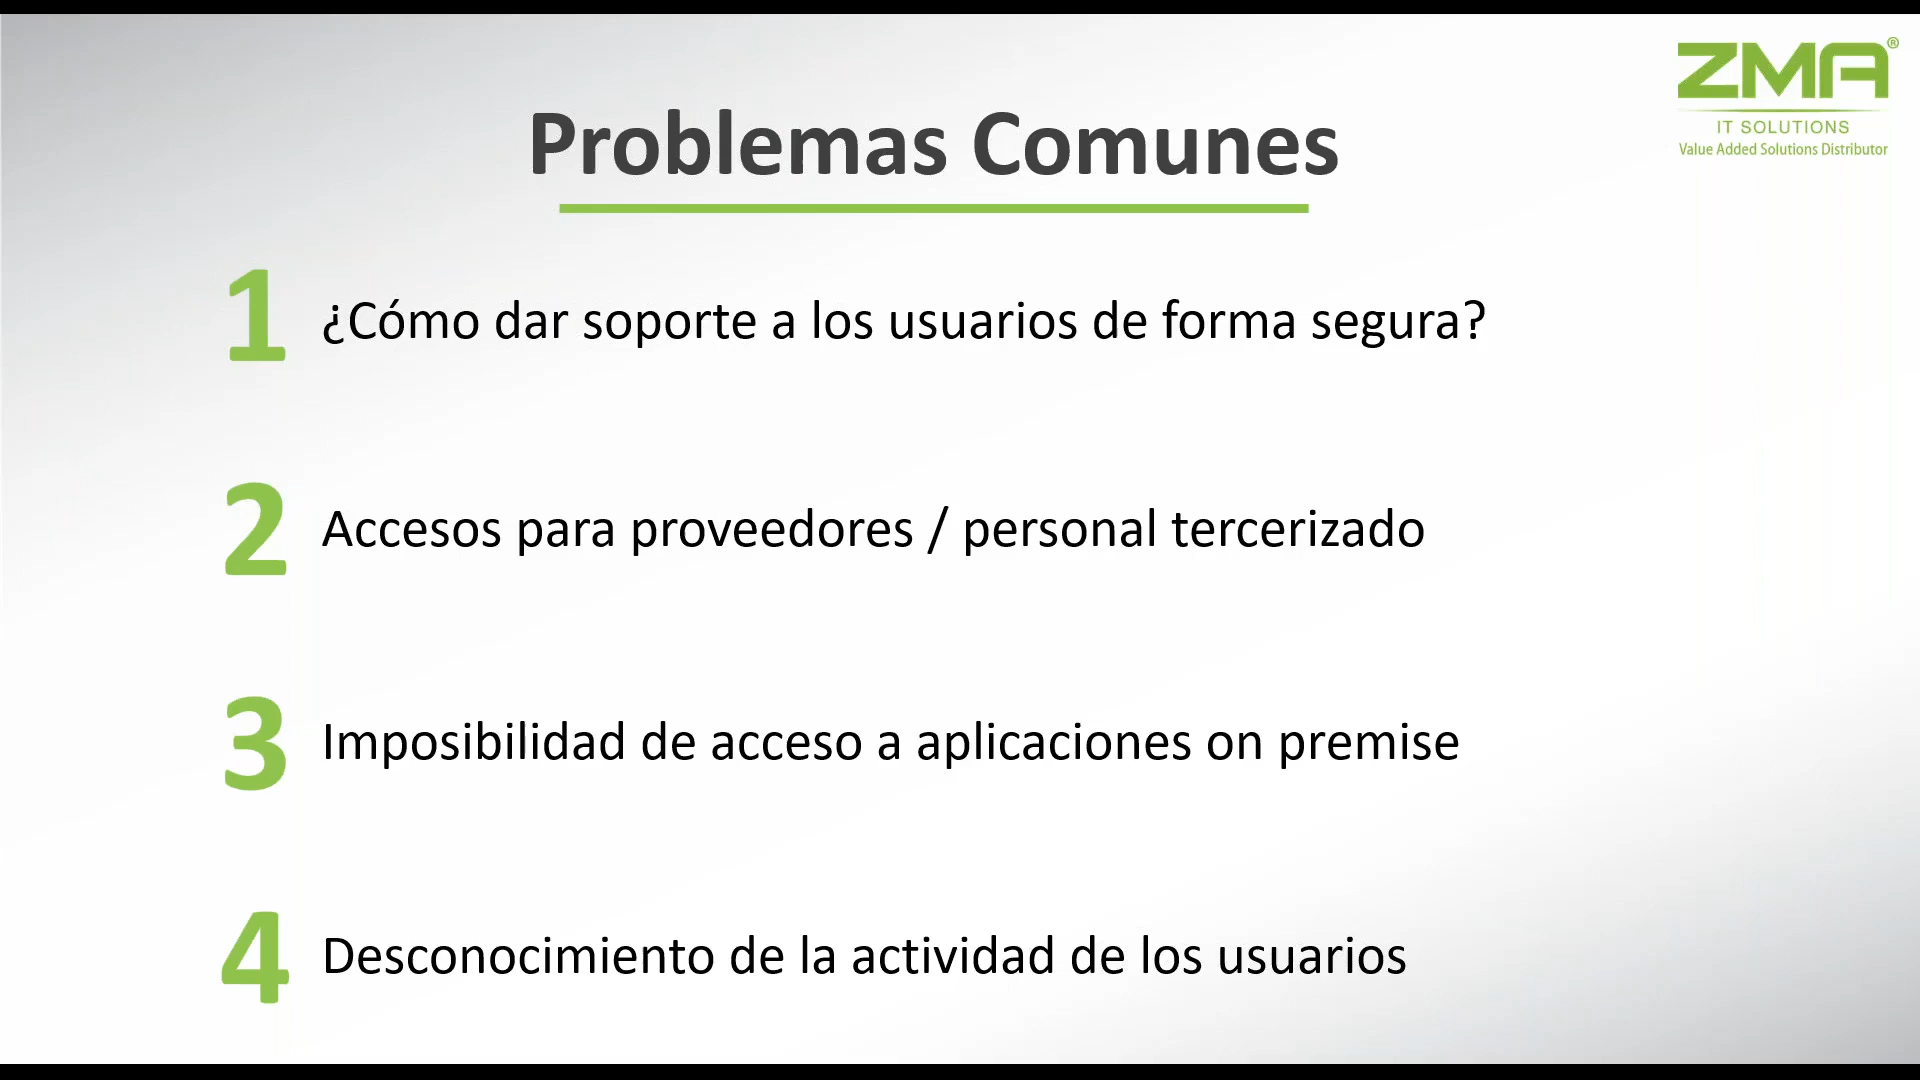 ZMA®
IT SOLUTIONS
Value Added Solutions Distributor
Problemas Comunes
1 ¿Cómo dar soporte a los usuarios de forma segura?
2 Accesos para proveedores / personal tercerizado
3 Imposibilidad de acceso a aplicaciones on premise
4 Desconocimiento de la actividad de los usuarios